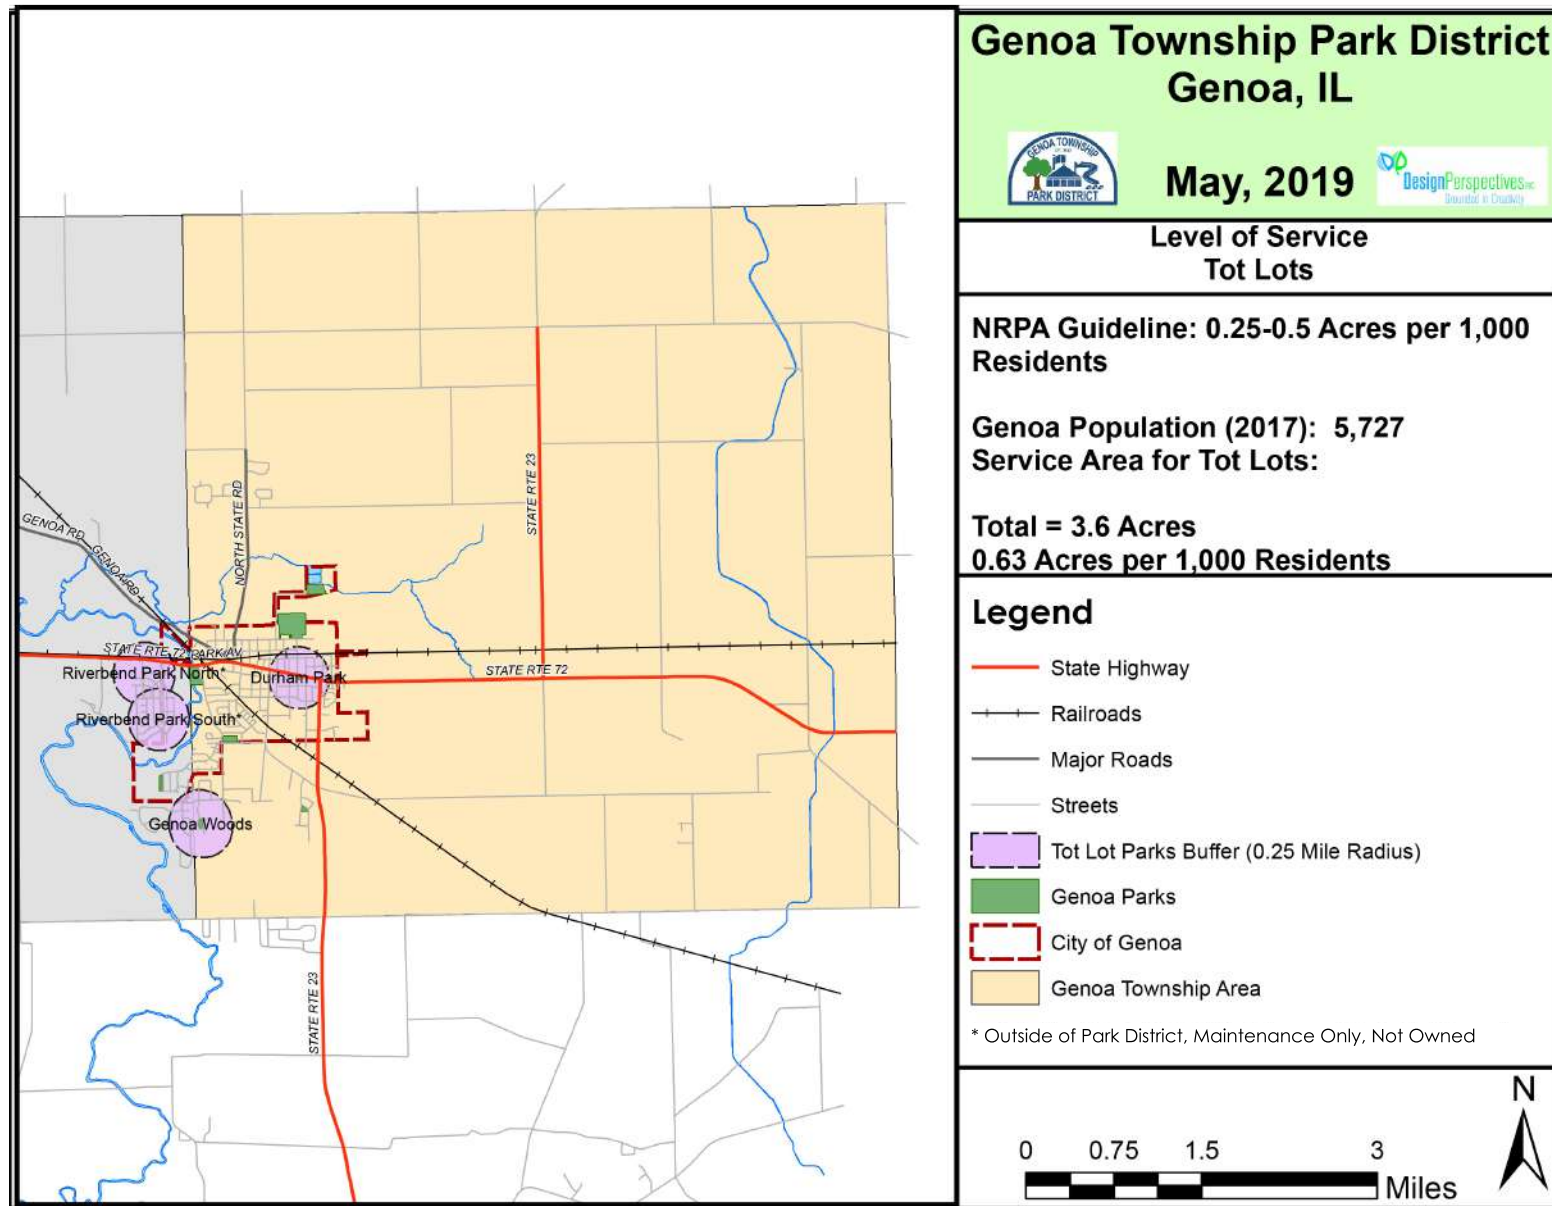 Genoa Township Park District
Genoa, IL
GENOA TOWNSHIP
PARK DISTRICT
May, 2019
DesignPerspectives INC
Grounded in Creativity
Level of Service
Tot Lots
NRPA Guideline: 0.25-0.5 Acres per 1,000
Residents
Genoa Population (2017): 5,727
Service Area for Tot Lots:
Total = 3.6 Acres
0.63 Acres per 1,000 Residents
Legend
State Highway
Railroads
Major Roads
Streets
Tot Lot Parks Buffer (0.25 Mile Radius)
Genoa Parks
City of Genoa
Genoa Township Area
* Outside of Park District, Maintenance Only, Not Owned
N
0 0.75 1.5 3
Miles
STATE RTE 23
NORTH STATE RD
GENOA RD
GENOA RD
STATE RTE 72
PARK AV
STATE RTE 72
Riverbend Park North*
Durham Park
Riverbend Park South*
Genoa Woods
STATE RTE 23